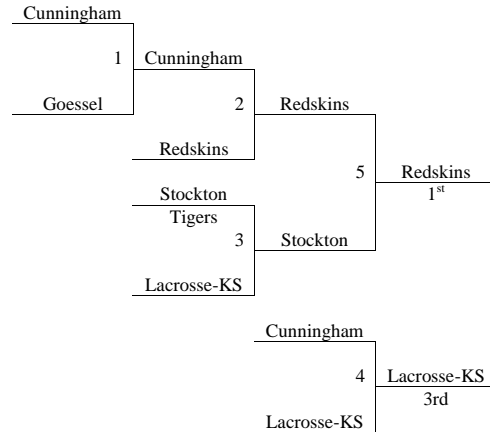 Cunningham
1
Cunningham
Goessel
2
Redskins
Redskins
5
Redskins
1st
Stockton
Tigers
3
Stockton
Lacrosse-KS
Cunningham
4
Lacrosse-KS
3rd
Lacrosse-KS